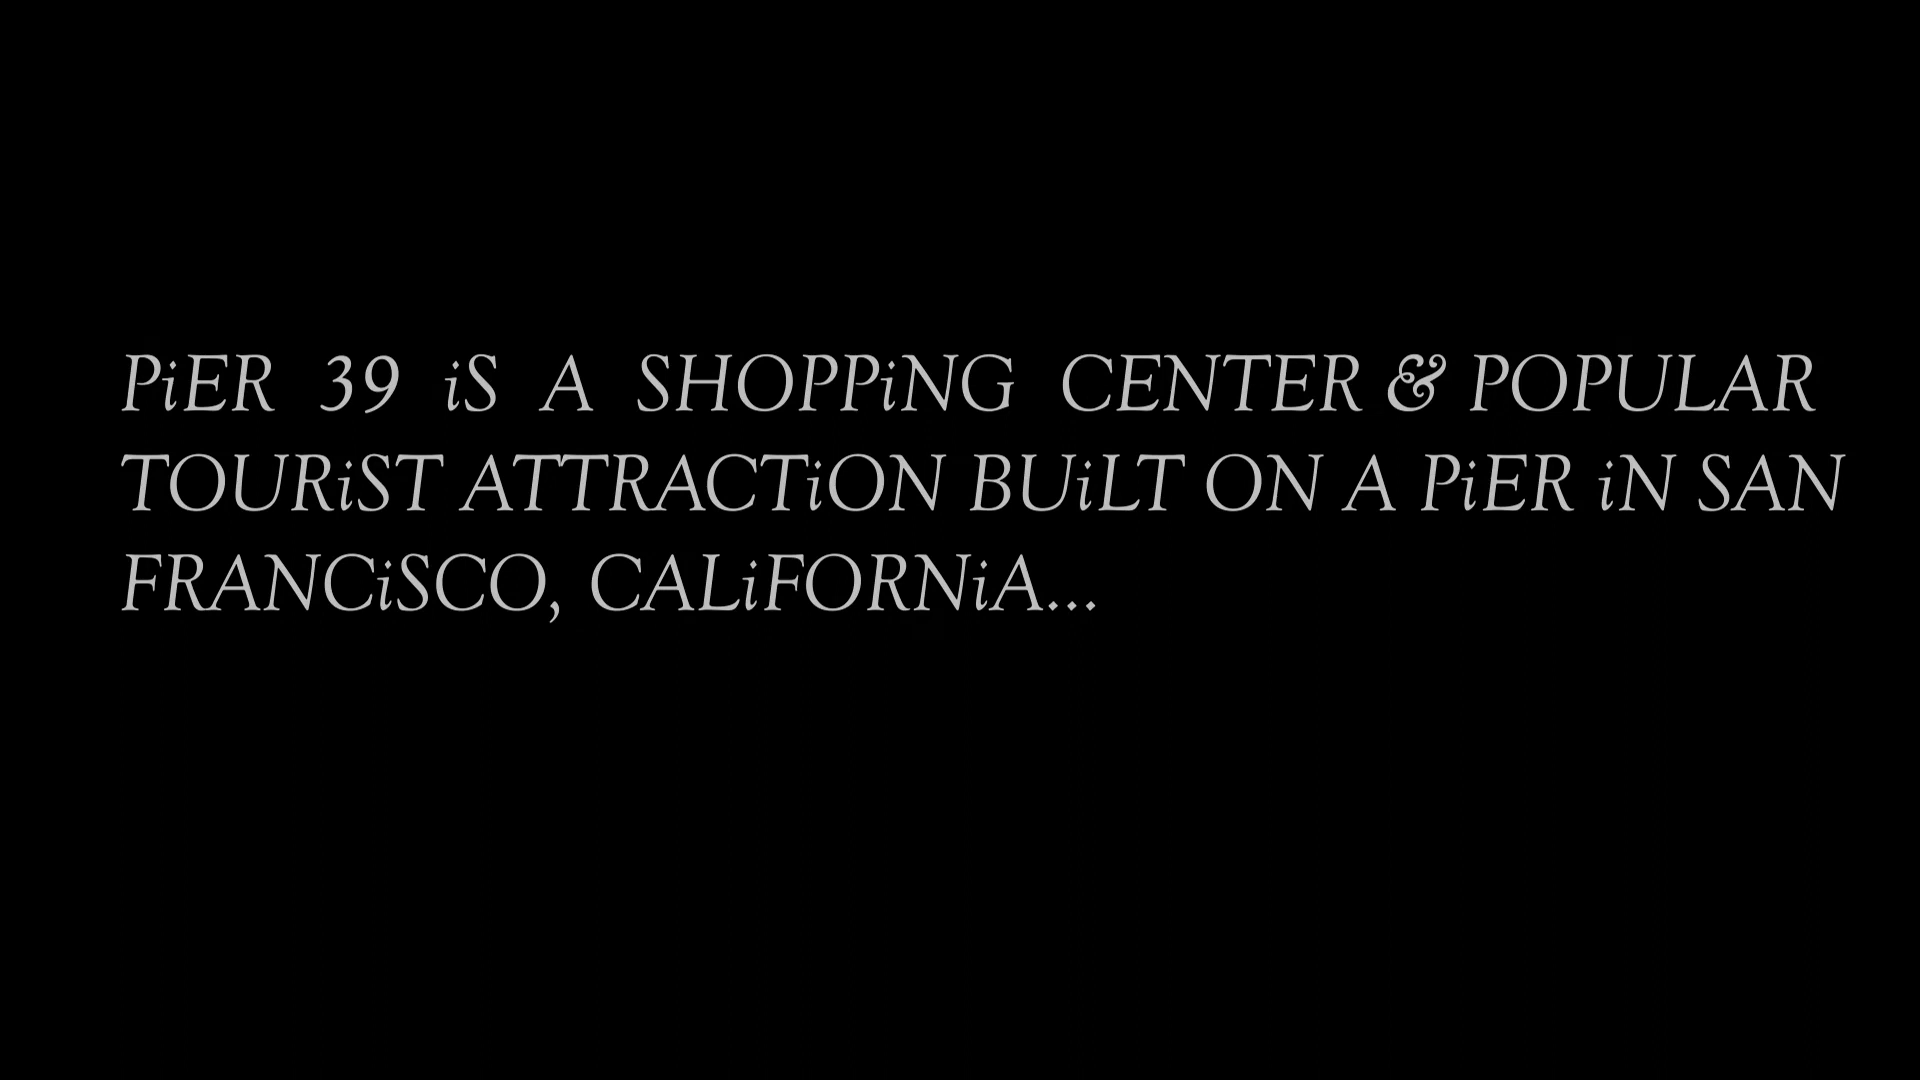 PiER 39 iS A SHOPPiNG CENTER & POPULAR
TOURiST ATTRACTiON BUiLT ON A PiER iN SAN
FRANCiSCO, CALiFORNiA...